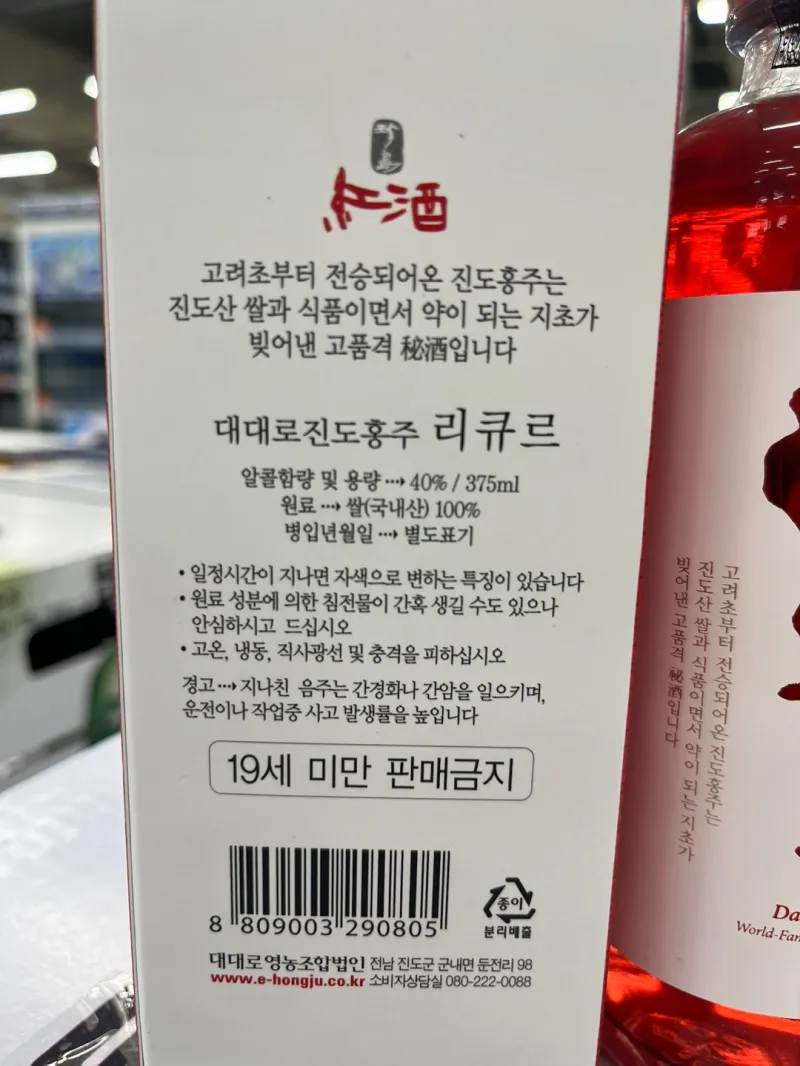 珍島
紅酒
고려초부터 전승되어온 진도홍주는
진도산 쌀과 식품이면서 약이 되는 지초가
빚어낸 고품격 秘酒입니다
대대로진도홍주 리큐르
알콜함량 및 용량 ···→ 40% / 375ml
원료 ···→ 쌀(국내산) 100%
병입년월일 ···→ 별도표기
• 일정시간이 지나면 자색으로 변하는 특징이 있습니다
• 원료 성분에 의한 침전물이 간혹 생길 수도 있으나
안심하시고 드십시오
• 고온, 냉동, 직사광선 및 충격을 피하십시오
경고 ···→ 지나친 음주는 간경화나 간암을 일으키며,
운전이나 작업중 사고 발생률을 높입니다
19세 미만 판매금지
8 809003 290805
종이
분리배출
대대로영농조합법인 전남 진도군 군내면 둔전리 98
www.e-hongju.co.kr 소비자상담실 080-222-0088
고려초부터 전승되어온 진도홍주는
진도산 쌀과 식품이면서 약이 되는 지초가
빚어낸 고품격 秘酒입니다